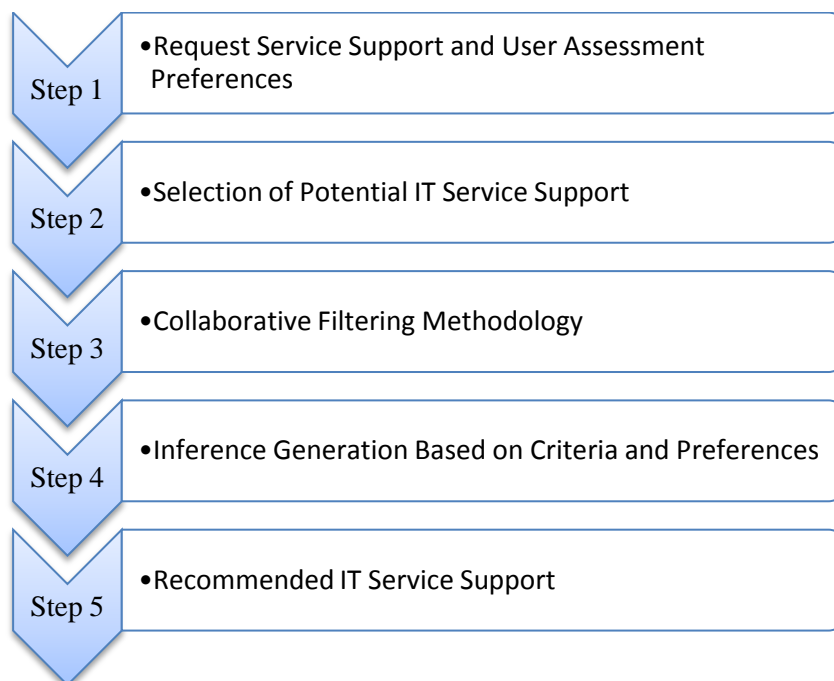 Step 1
•Request Service Support and User Assessment
Preferences
Step 2
•Selection of Potential IT Service Support
Step 3
•Collaborative Filtering Methodology
Step 4
•Inference Generation Based on Criteria and Preferences
Step 5
•Recommended IT Service Support